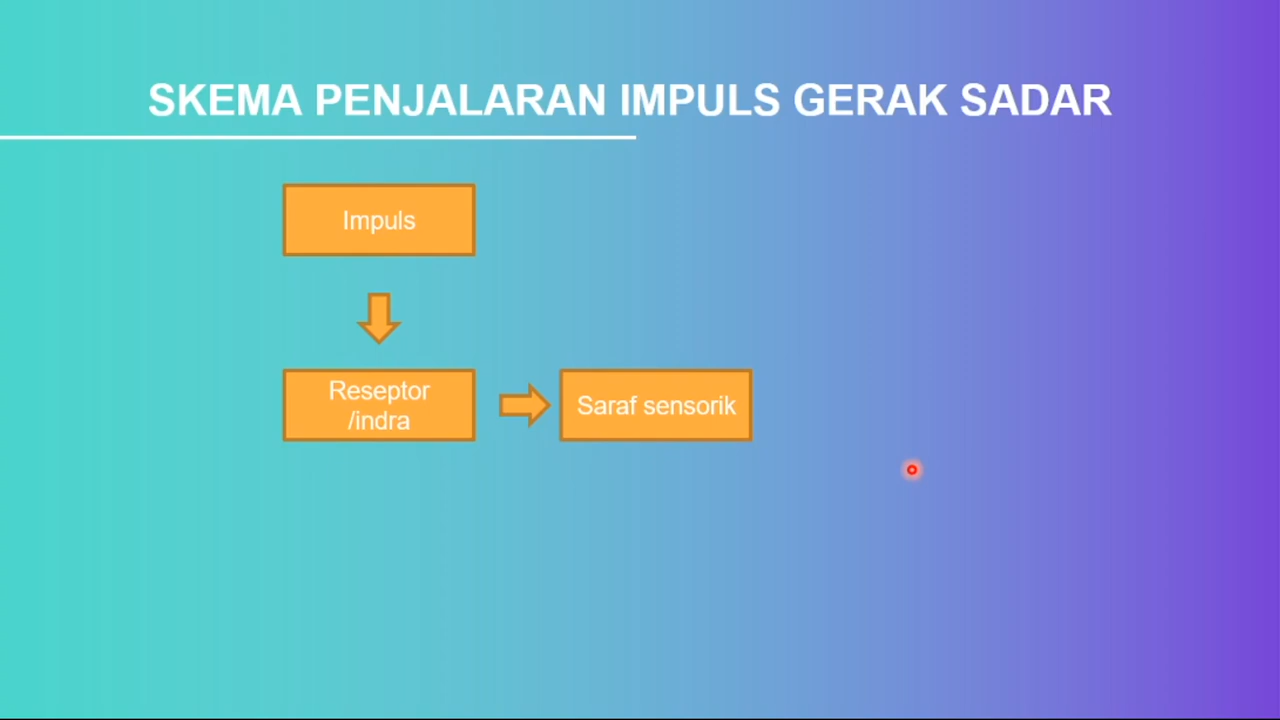 SKEMA PENJALARAN IMPULS GERAK SADAR
Impuls
Reseptor
/indra
Saraf sensorik